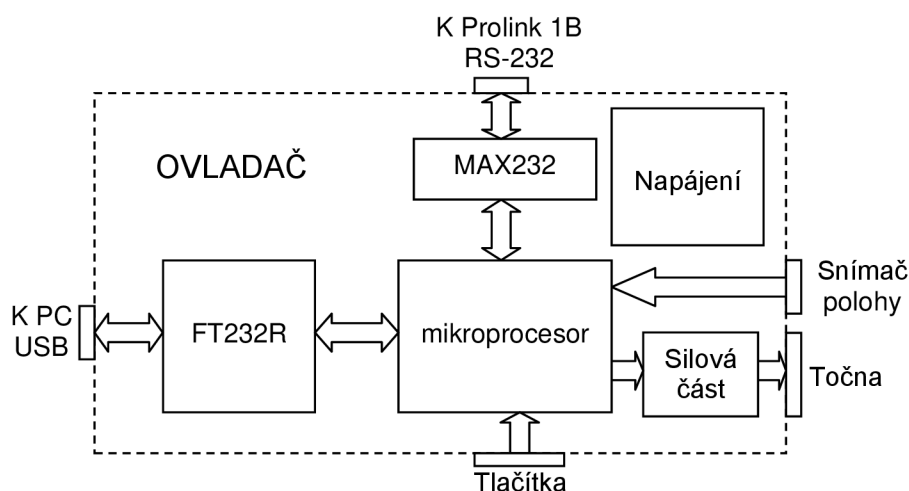 K Prolink 1B
RS-232
OVLADAČ
MAX232
Napájení
Snímač
polohy
K PC
USB
FT232R
mikroprocesor
Silová
část
Točna
Tlačítka